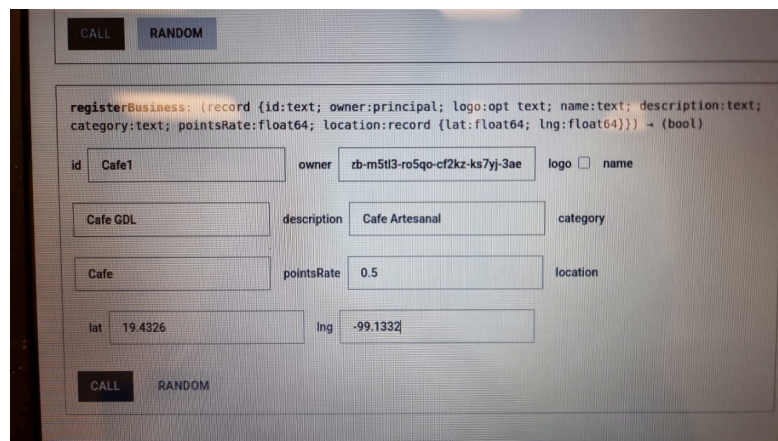 CALL RANDOM
registerBusiness: (record {id:text; owner:principal; logo:opt text; name:text; description:text;
category:text; pointsRate:float64; location:record {lat:float64; lng:float64}}) → (bool)
id Cafe1 owner zb-m5tl3-ro5qo-cf2kz-ks7yj-3ae logo name
Cafe GDL description Cafe Artesanal category
Cafe pointsRate 0.5 location
lat 19.4326 lng -99.1332
CALL RANDOM